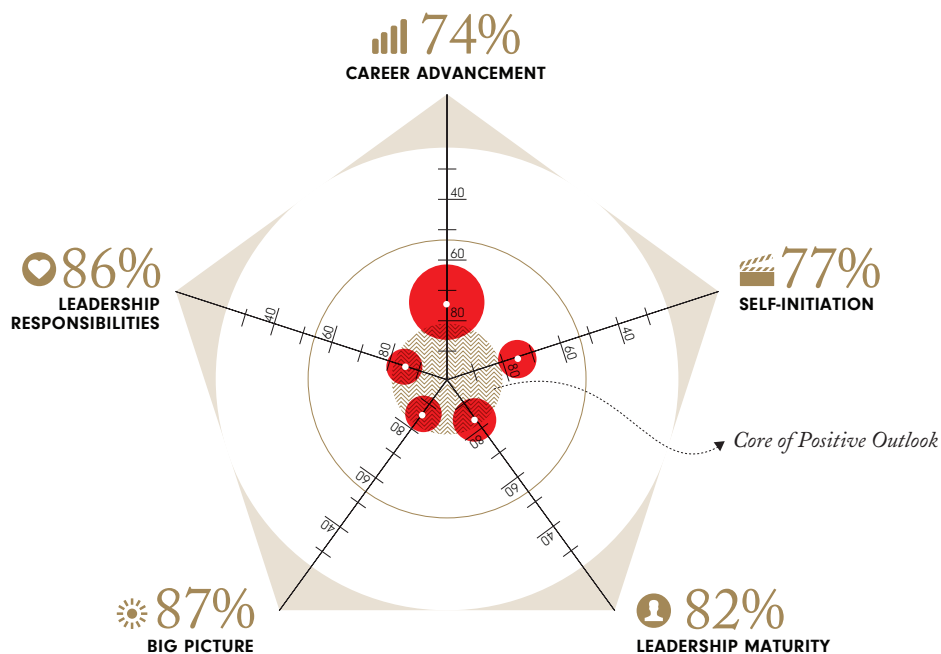 74%
CAREER ADVANCEMENT
40
60
80
86%
LEADERSHIP
RESPONSIBILITIES
40
60
80
77%
SELF-INITIATION
40
60
80
Core of Positive Outlook
80
60
40
80
60
40
87%
BIG PICTURE
82%
LEADERSHIP MATURITY